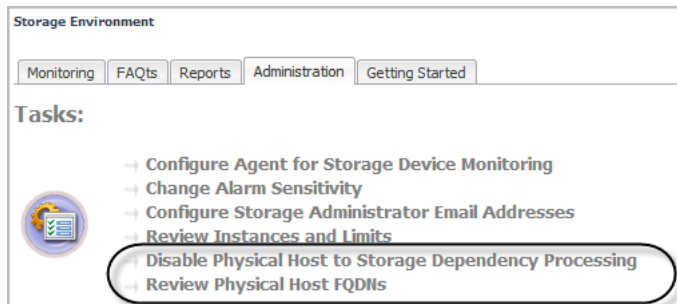 Storage Environment
Monitoring FAQts Reports Administration Getting Started
Tasks:
Configure Agent for Storage Device Monitoring
Change Alarm Sensitivity
Configure Storage Administrator Email Addresses
Review Instances and Limits
Disable Physical Host to Storage Dependency Processing
Review Physical Host FQDNs